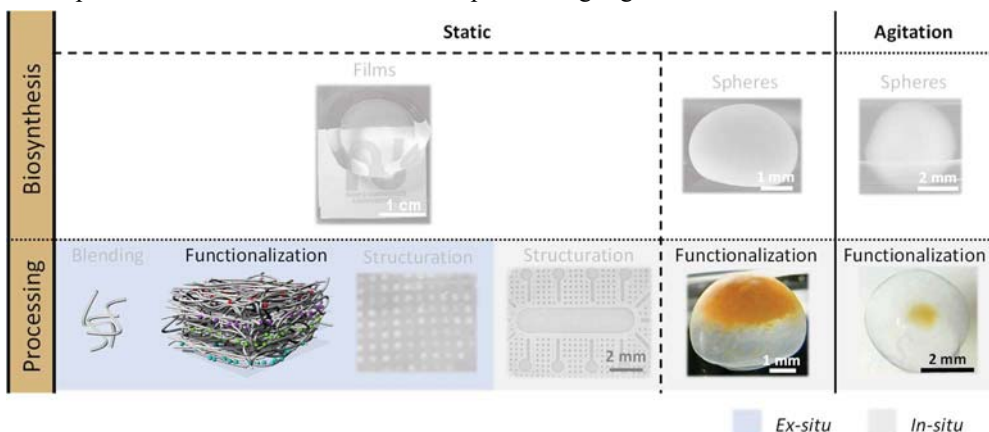 Static
Agitation
Biosynthesis
Films
Spheres
Spheres
1 cm
1 mm
2 mm
Processing
Blending
Functionalization
Structuration
Structuration
Functionalization
Functionalization
2 mm
1 mm
2 mm
Ex-situ
In-situ